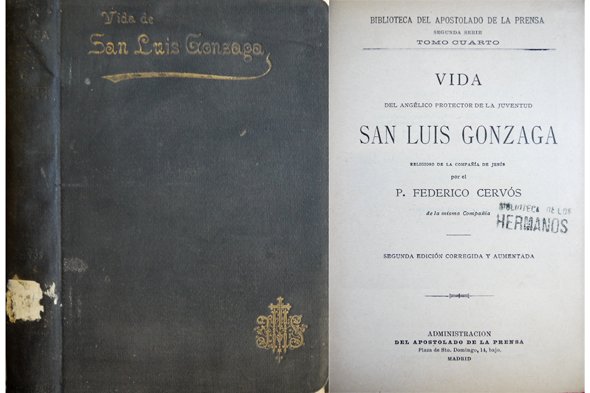 Vida de
San Luis Gonzaga
BIBLIOTECA DEL APOSTOLADO DE LA PRENSA
SEGUNDA SERIE
TOMO CUARTO
VIDA
DEL ANGÉLICO PROTECTOR DE LA JUVENTUD
SAN LUIS GONZAGA
RELIGIOSO DE LA COMPAÑÍA DE JESÚS
por el
P. FEDERICO CERVÓS
de la misma Compañía
BIBLIOTECA DE LOS
HERMANOS
SEGUNDA EDICIÓN CORREGIDA Y AUMENTADA
ADMINISTRACION
DEL APOSTOLADO DE LA PRENSA
Plaza de Sto. Domingo, 14, bajo.
MADRID